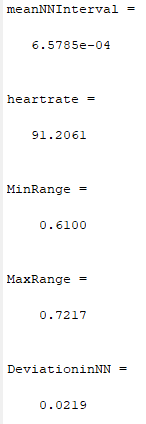 meanNNInterval =
6.5785e-04
heartrate =
91.2061
MinRange =
0.6100
MaxRange =
0.7217
DeviationinNN =
0.0219